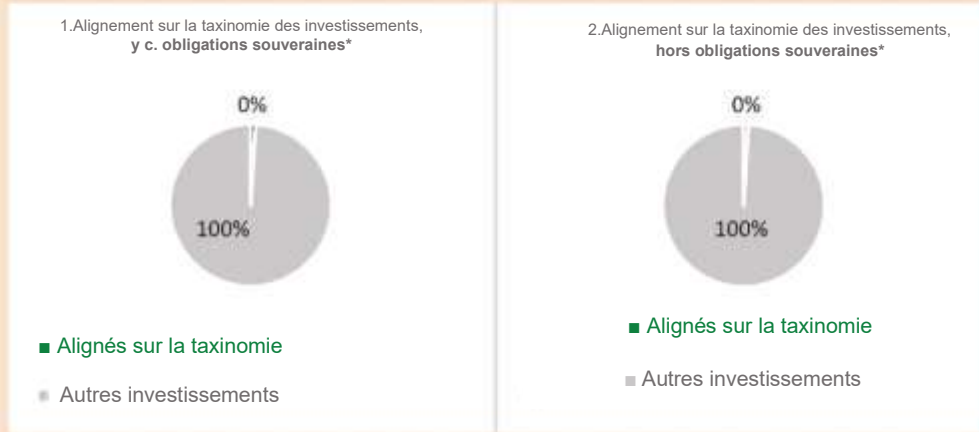 1.Alignement sur la taxinomie des investissements,
y c. obligations souveraines*
0%
100%
■ Alignés sur la taxinomie
Autres investissements
2.Alignement sur la taxinomie des investissements,
hors obligations souveraines*
0%
100%
■ Alignés sur la taxinomie
■ Autres investissements